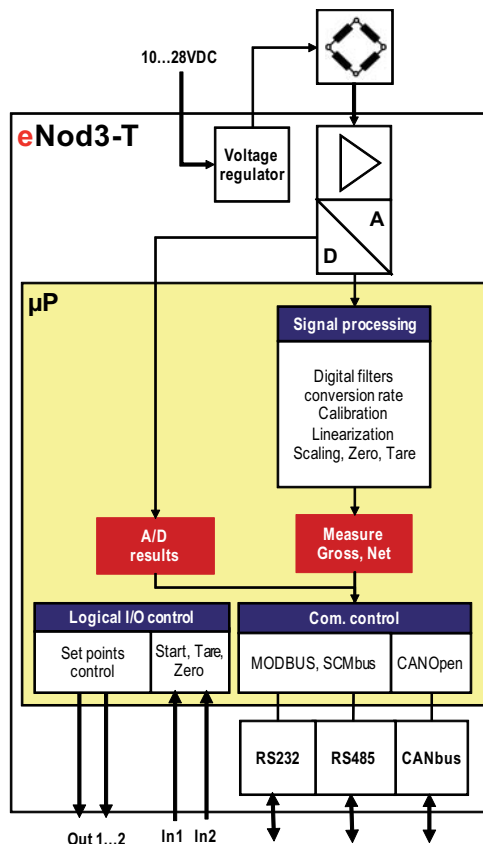 10...28VDC
eNod3-T
Voltage
regulator
A
D
µP
Signal processing
Digital filters
conversion rate
Calibration
Linearization
Scaling, Zero, Tare
A/D
results
Measure
Gross, Net
Logical I/O control
Set points
control
Start, Tare,
Zero
Com. control
MODBUS, SCMbus
CANOpen
RS232
RS485
CANbus
Out 1...2
In1
In2